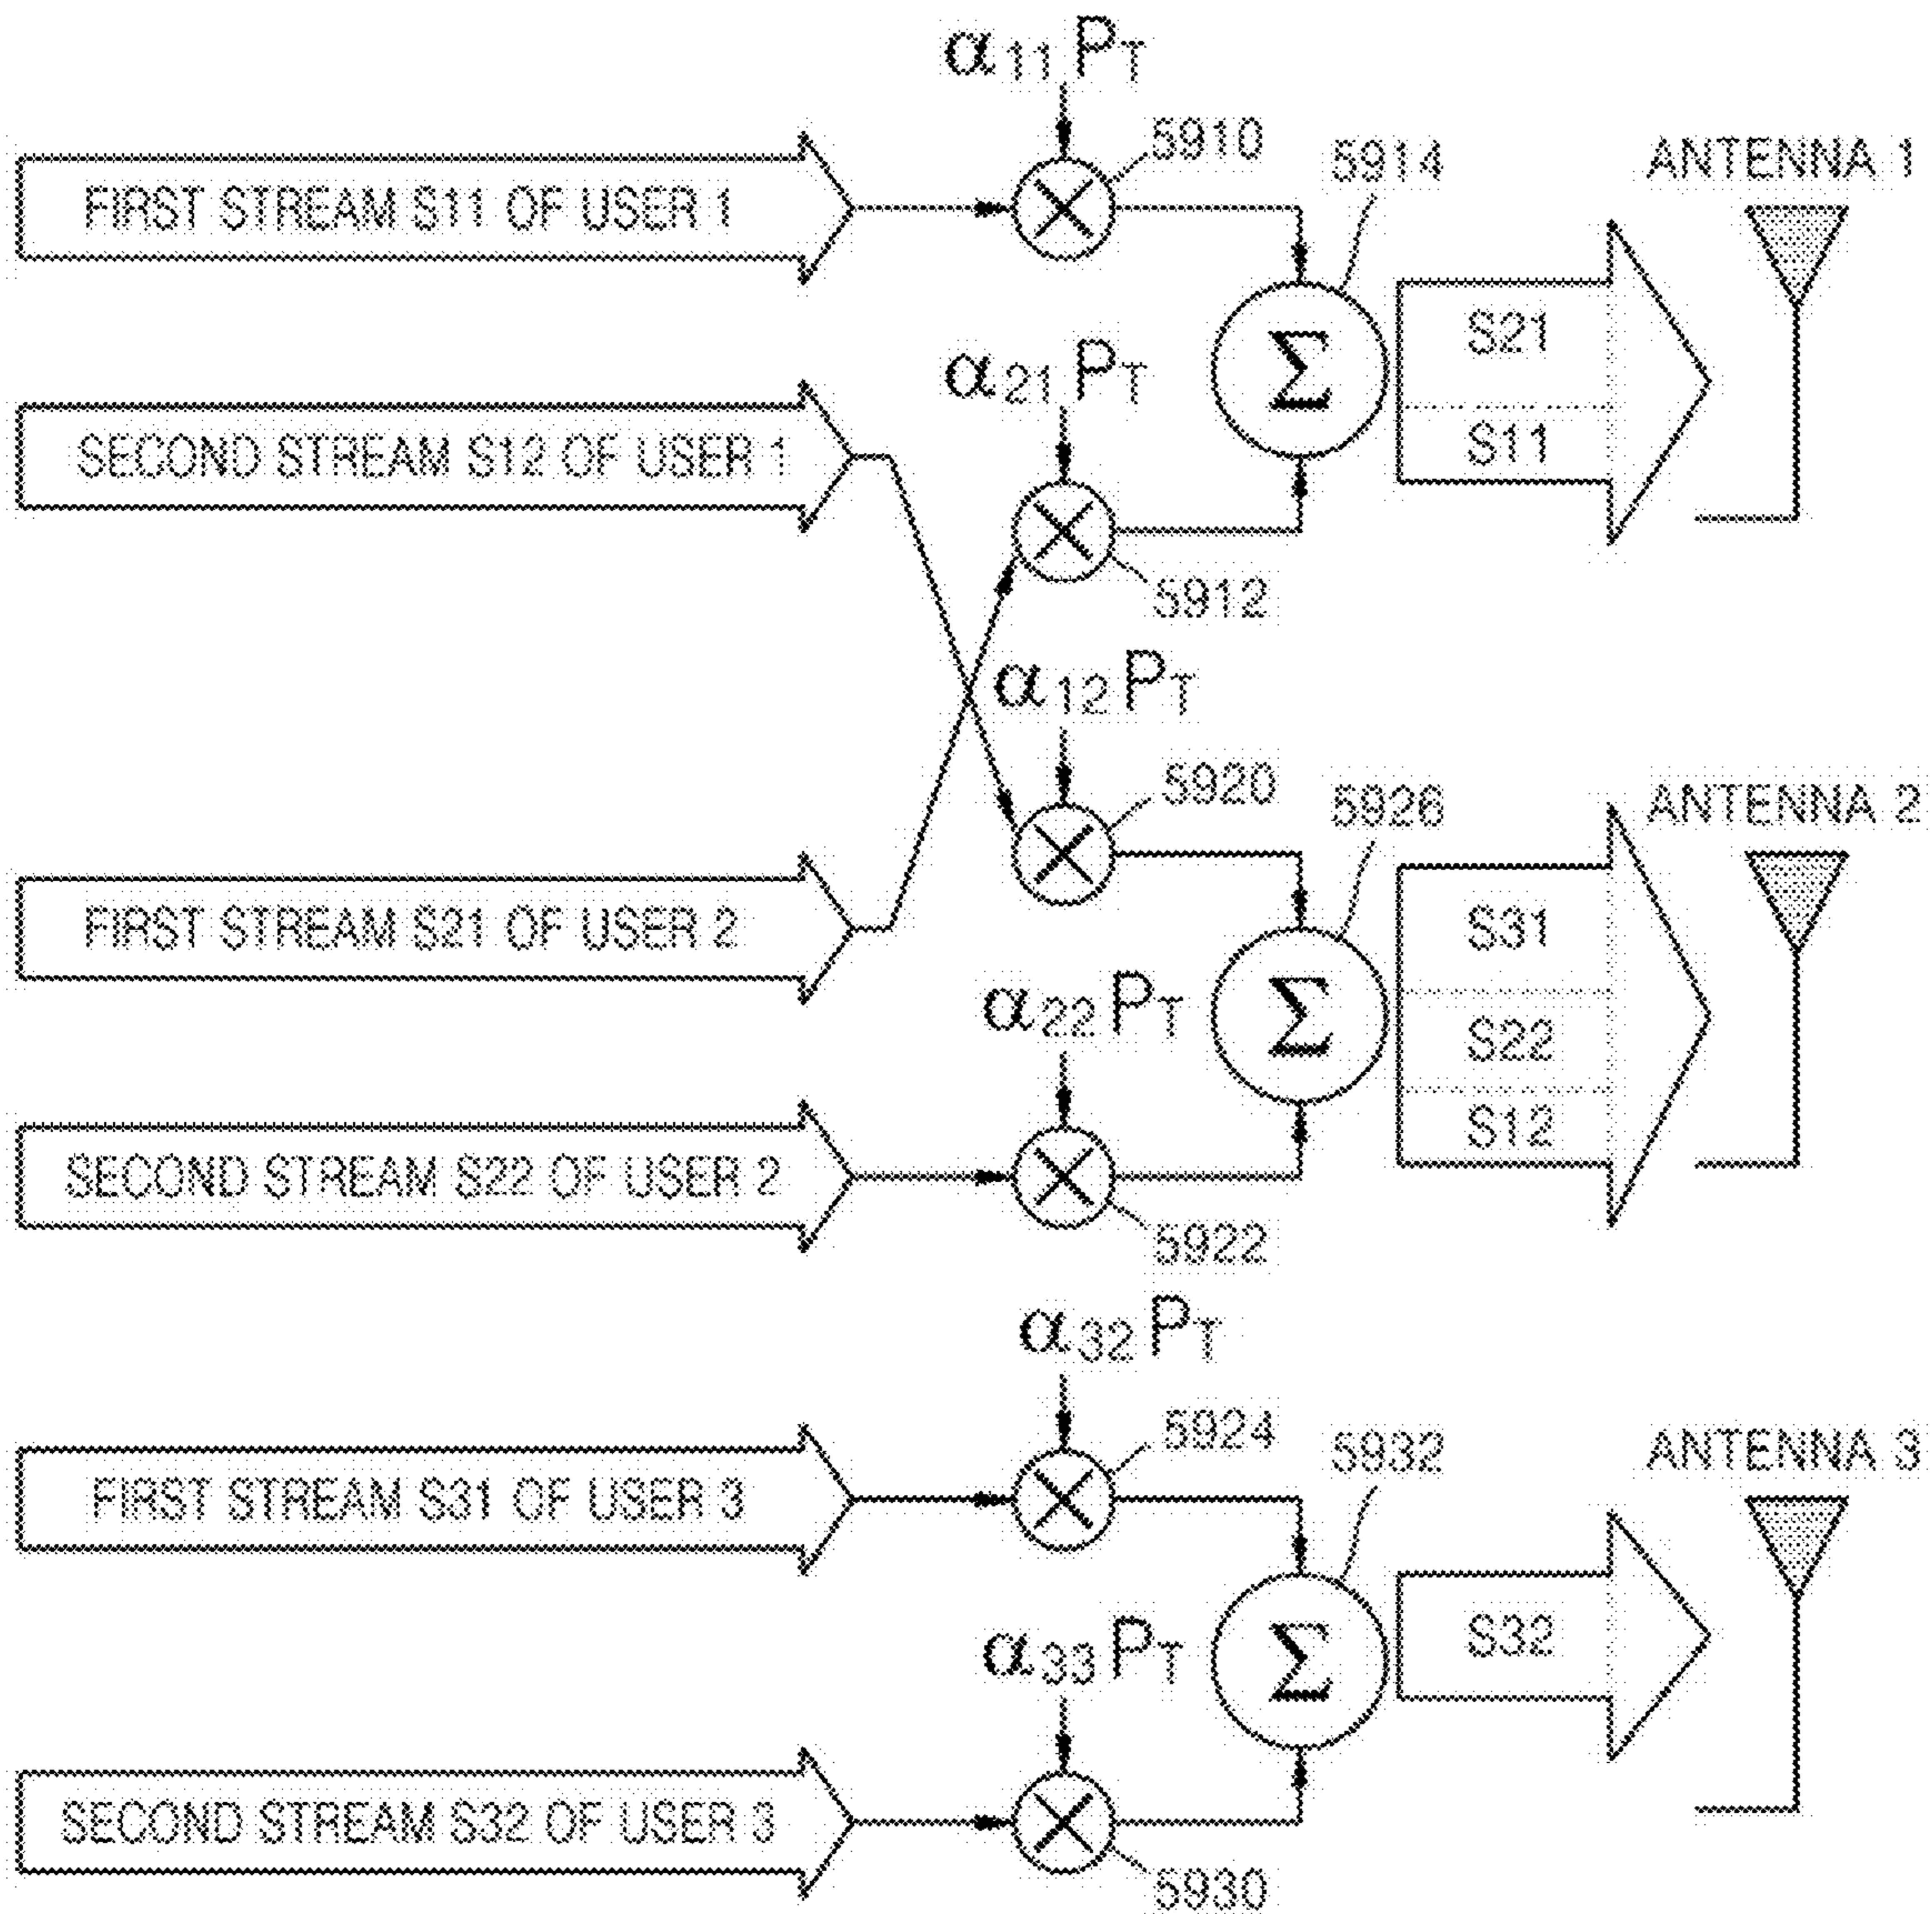 α11 PT
5910
5914
ANTENNA 1
FIRST STREAM S11 OF USER 1
Σ
S21
S11
α21 PT
SECOND STREAM S12 OF USER 1
5912
α12 PT
5920
5926
ANTENNA 2
FIRST STREAM S21 OF USER 2
S31
S22
S12
Σ
α22 PT
SECOND STREAM S22 OF USER 2
5922
α32 PT
5924
5932
ANTENNA 3
FIRST STREAM S31 OF USER 3
Σ
S32
α33 PT
SECOND STREAM S32 OF USER 3
5930